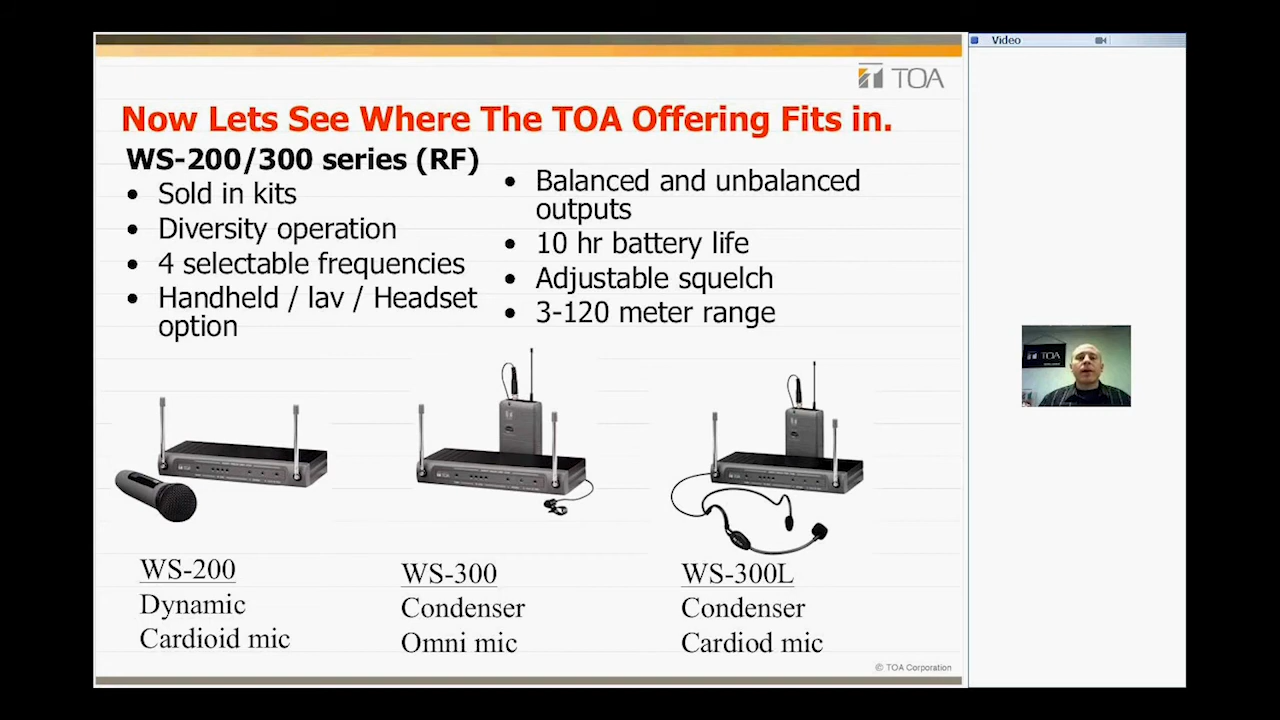 Video
TOA
Now Lets See Where The TOA Offering Fits in.
WS-200/300 series (RF)
• Sold in kits
• Diversity operation
• 4 selectable frequencies
• Handheld / lav / Headset
option
• Balanced and unbalanced
outputs
• 10 hr battery life
• Adjustable squelch
• 3-120 meter range
TOA
WS-200
Dynamic
Cardioid mic
WS-300
Condenser
Omni mic
WS-300L
Condenser
Cardiod mic
© TOA Corporation